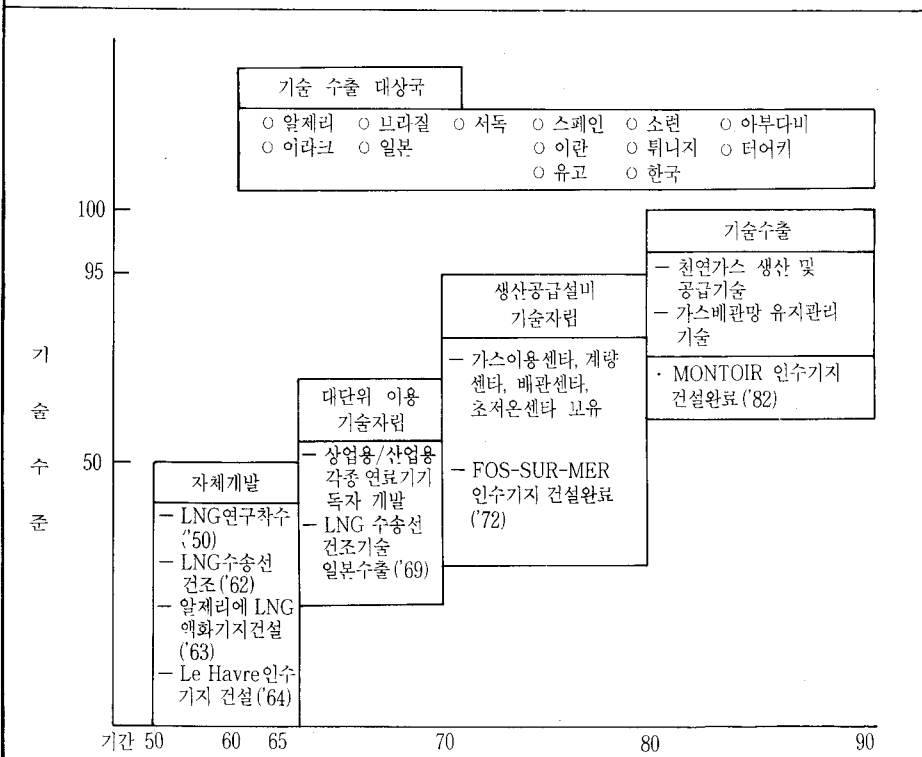 기술 수출 대상국
○ 알제리 ○ 브라질 ○ 서독 ○ 스페인 ○ 소련 ○ 아부다비
○ 이라크 ○ 일본 ○ 이란 ○ 튀니지 ○ 터어키
○ 유고 ○ 한국
100
95
50
기
술
수
준
기술수출
― 천연가스 생산 및
공급기술
― 가스배관망 유지관리
기술
· MONTOIR 인수기지
건설완료('82)
생산공급설비
기술자립
― 가스이용센타, 계량
센타, 배관센타,
초저온센타 보유
― FOS-SUR-MER
인수기지 건설완료
('72)
대단위 이용
기술자립
― 상업용/산업용
각종 연료기기
독자 개발
― LNG 수송선
건조기술
일본수출('69)
자체개발
― LNG연구착수
('50)
― LNG수송선
건조('62)
― 알제리에 LNG
액화기지건설
('63)
― Le Havre인수
기지 건설('64)
기간 50 60 65 70 80 90